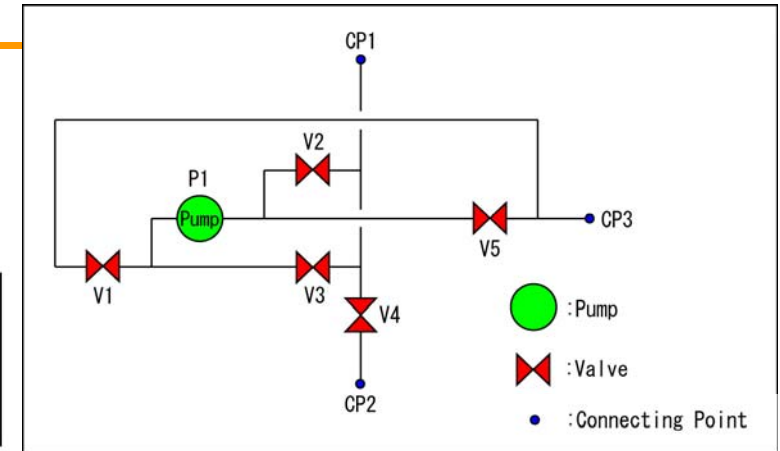 CP1
V2
P1
Pump
CP3
V5
V1
V3
V4
:Pump
:Valve
CP2
:Connecting Point